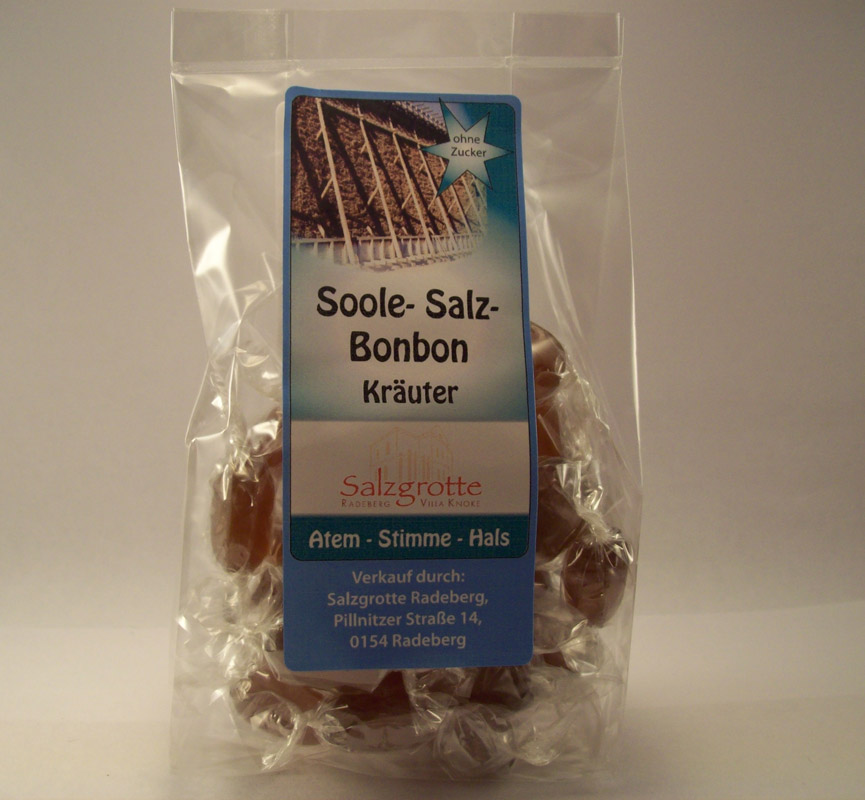 ohne
Zucker
Soole- Salz-
Bonbon
Kräuter
Salzgrotte
Radeberg Villa Knobe
Atem - Stimme - Hals
Verkauf durch:
Salzgrotte Radeberg,
Pillnitzer Straße 14,
0154 Radeberg